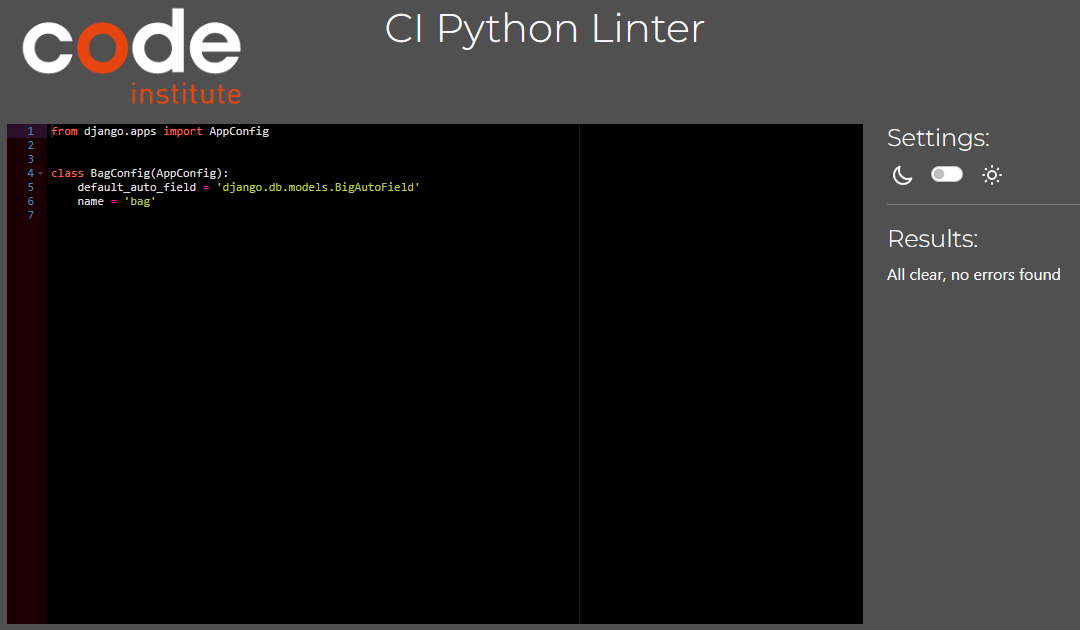 code
institute
CI Python Linter
1 from django.apps import AppConfig
2
3
4 class BagConfig(AppConfig):
5     default_auto_field = 'django.db.models.BigAutoField'
6     name = 'bag'
7
Settings:
Results:
All clear, no errors found